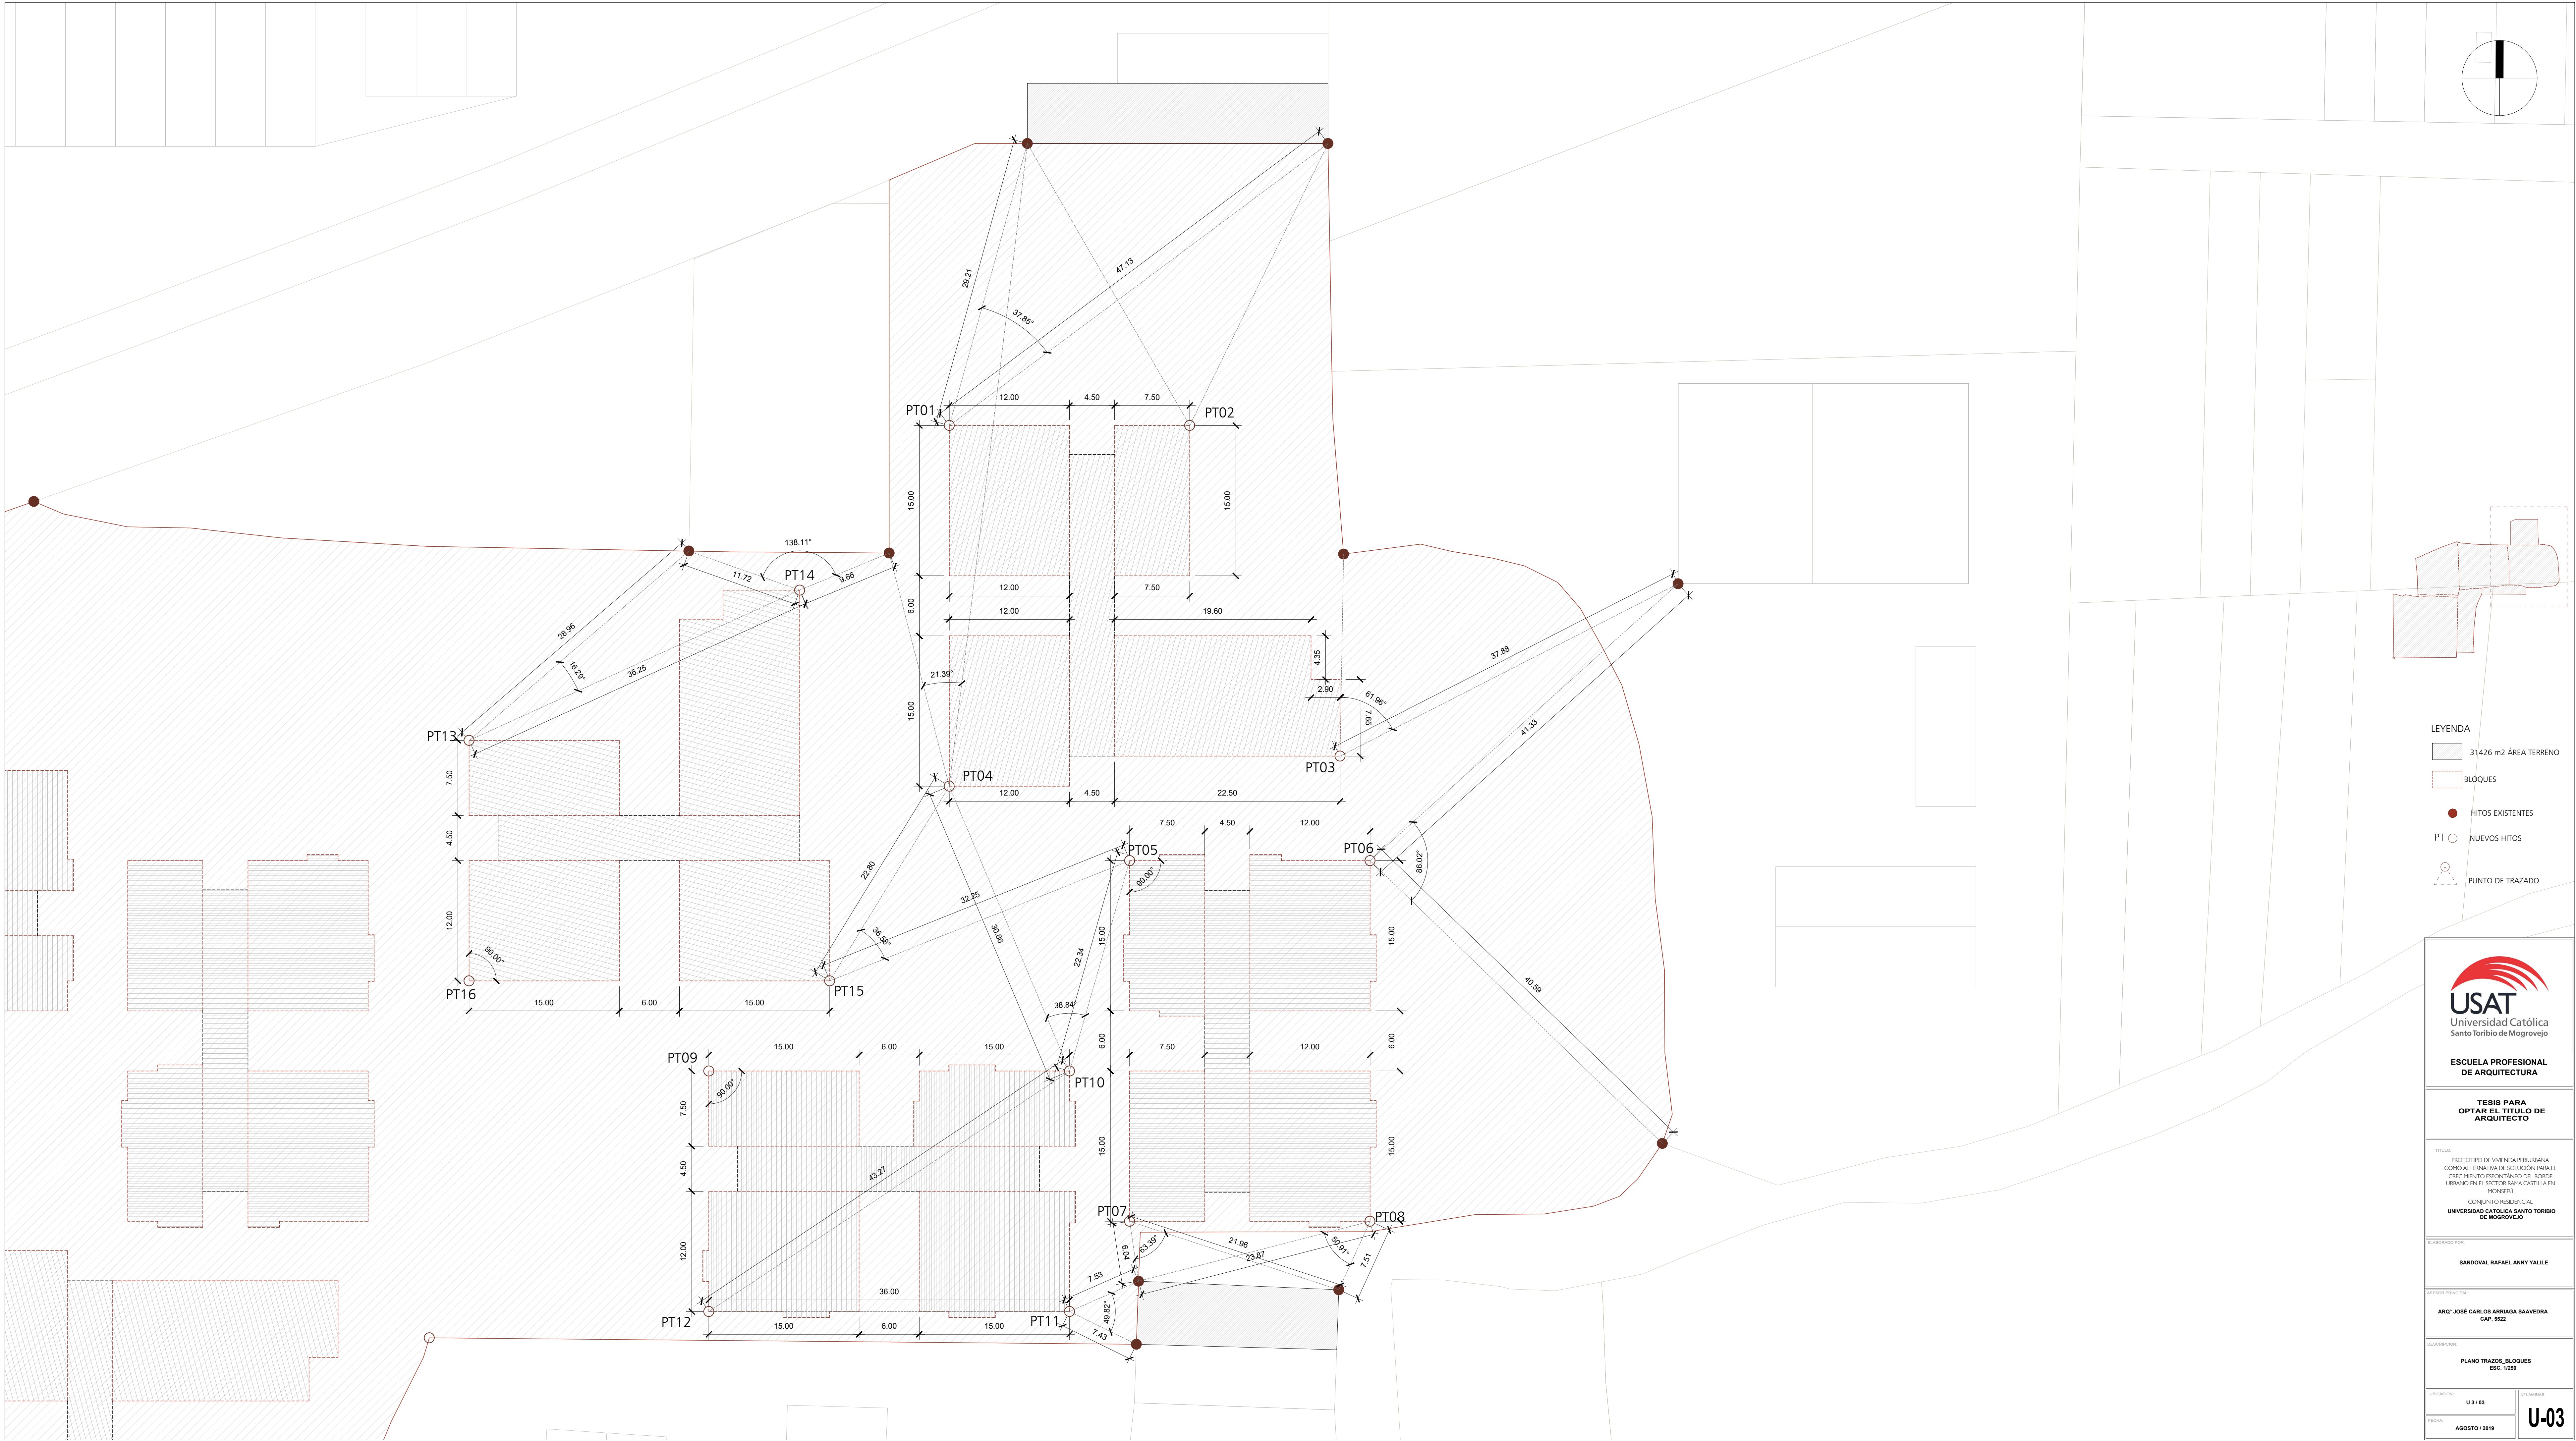 29.21
47.13
37.85°
PT01
12.00
4.50
7.50
PT02
15.00
15.00
12.00
7.50
6.00
12.00
19.60
4.35
2.90
61.96°
7.65
37.88
41.33
21.39°
15.00
PT04
PT03
12.00
4.50
22.50
138.11°
PT14
11.72
9.66
28.96
16.29°
36.25
PT13
7.50
4.50
12.00
90.00°
PT16
15.00
6.00
15.00
PT15
22.80
36.58°
32.25
30.86
22.34
38.84°
7.50
4.50
12.00
PT05
PT06
90.00°
86.02°
15.00
15.00
40.59
6.00
7.50
12.00
6.00
15.00
15.00
PT07
PT08
PT09
15.00
6.00
15.00
PT10
90.00°
7.50
4.50
43.27
12.00
36.00
PT12
15.00
6.00
15.00
PT11
7.53
49.82°
7.43
6.04
63.39°
21.96
23.87
50.91°
7.51
LEYENDA
31426 m2 ÁREA TERRENO
BLOQUES
HITOS EXISTENTES
PT
NUEVOS HITOS
PUNTO DE TRAZADO
USAT
Universidad Católica
Santo Toribio de Mogrovejo
ESCUELA PROFESIONAL
DE ARQUITECTURA
TESIS PARA
OPTAR EL TITULO DE
ARQUITECTO
TITULO:
PROTOTIPO DE VIVIENDA PERIURBANA
COMO ALTERNATIVA DE SOLUCIÓN PARA EL
CRECIMIENTO ESPONTÁNEO DEL BORDE
URBANO EN EL SECTOR RAMA CASTILLA EN
MONSEFÚ
CONJUNTO RESIDENCIAL
UNIVERSIDAD CATOLICA SANTO TORIBIO
DE MOGROVEJO
ELABORADO POR:
SANDOVAL RAFAEL ANNY YALILE
ASESOR PRINCIPAL:
ARQº JOSÉ CARLOS ARRIAGA SAAVEDRA
CAP. 5522
DESCRIPCIÓN:
PLANO TRAZOS_BLOQUES
ESC. 1/250
UBICACIÓN:
U 3 / 03
Nº LAMINAS:
U-03
FECHA:
AGOSTO / 2019